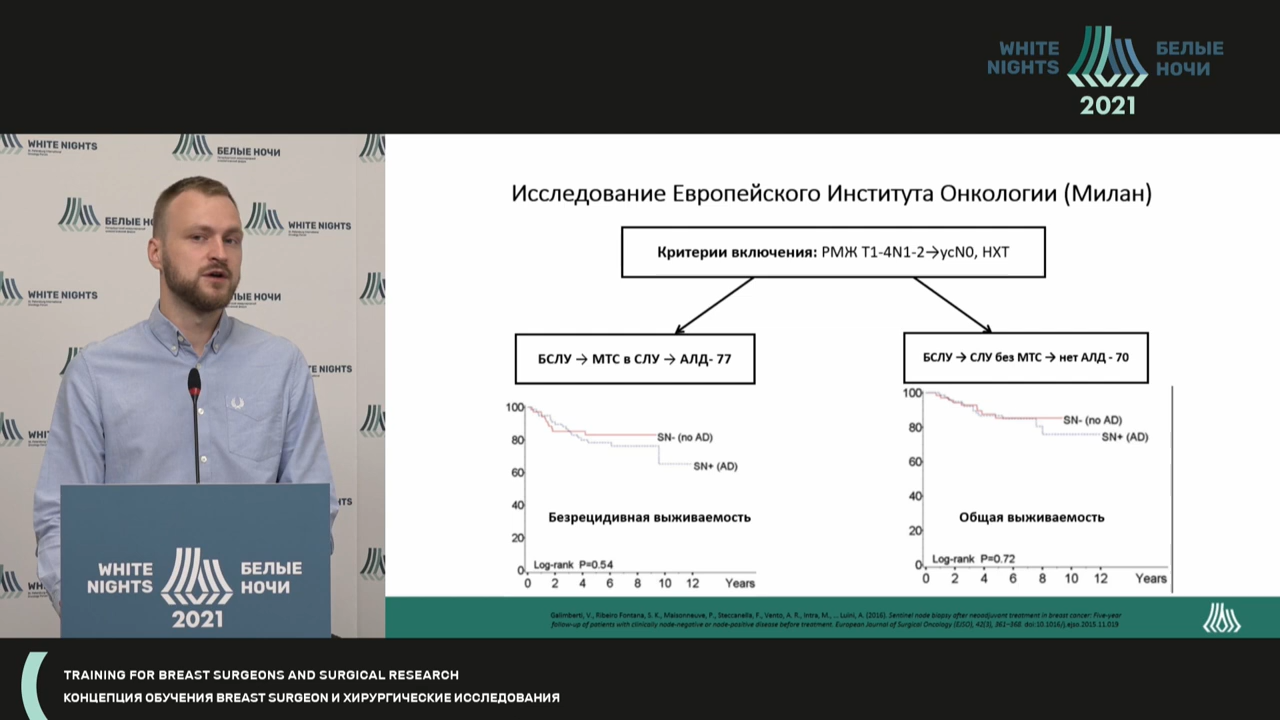 WHITE NIGHTS
БЕЛЫЕ НОЧИ
2021
WHITE NIGHTS
БЕЛЫЕ НОЧИ
БЕЛЫЕ НО
WHITE NIGHTS
WHITE NIGHTS
БЕЛЫЕ НОЧИ
WHITE NIGHTS
WHITE
NIGHTS
БЕЛЫЕ
НОЧИ
2021
Исследование Европейского Института Онкологии (Милан)
Критерии включения: РМЖ T1-4N1-2→ycN0, НХТ
БСЛУ → МТС в СЛУ → АЛД- 77
БСЛУ → СЛУ без МТС → нет АЛД - 70
100
80
60
40
20
0
SN- (no AD)
SN+ (AD)
Безрецидивная выживаемость
Log-rank P=0.54
0 2 4 6 8 10 12 Years
100
80
60
40
20
0
SN- (no AD)
SN+ (AD)
Общая выживаемость
Log-rank P=0.72
0 2 4 6 8 10 12 Years
Galimberti, V., Ribeiro Fontana, S. K., Maisonneuve, P., Steccanella, F., Vento, A. R., Intra, M., ... Luini, A. (2016). Sentinel node biopsy after neoadjuvant treatment in breast cancer: Five-year
follow-up of patients with clinically node-negative or node-positive disease before treatment. European Journal of Surgical Oncology (EJSO), 42(3), 361–368. doi:10.1016/j.ejso.2015.11.019
TRAINING FOR BREAST SURGEONS AND SURGICAL RESEARCH
КОНЦЕПЦИЯ ОБУЧЕНИЯ BREAST SURGEON И ХИРУРГИЧЕСКИЕ ИССЛЕДОВАНИЯ